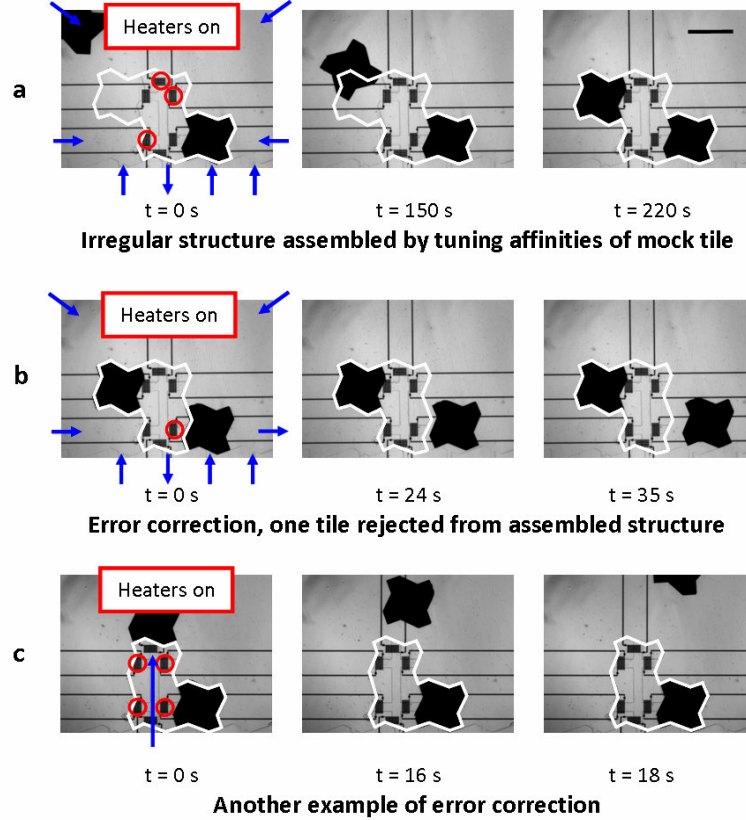 Heaters on
a
t = 0 s
t = 150 s
t = 220 s
Irregular structure assembled by tuning affinities of mock tile
Heaters on
b
t = 0 s
t = 24 s
t = 35 s
Error correction, one tile rejected from assembled structure
Heaters on
c
t = 0 s
t = 16 s
t = 18 s
Another example of error correction